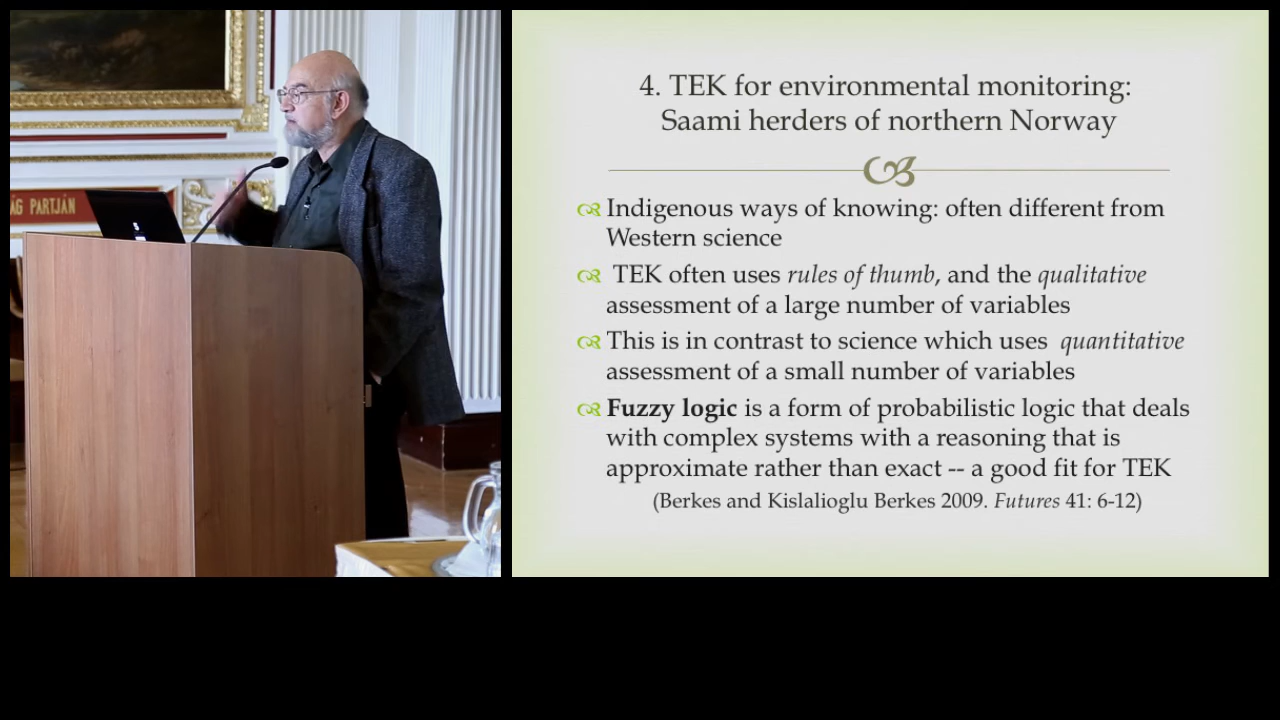 ÁG PARTJÁN
4. TEK for environmental monitoring:
Saami herders of northern Norway
Indigenous ways of knowing: often different from
Western science
TEK often uses rules of thumb, and the qualitative
assessment of a large number of variables
This is in contrast to science which uses quantitative
assessment of a small number of variables
Fuzzy logic is a form of probabilistic logic that deals
with complex systems with a reasoning that is
approximate rather than exact -- a good fit for TEK
(Berkes and Kislalioglu Berkes 2009. Futures 41: 6-12)